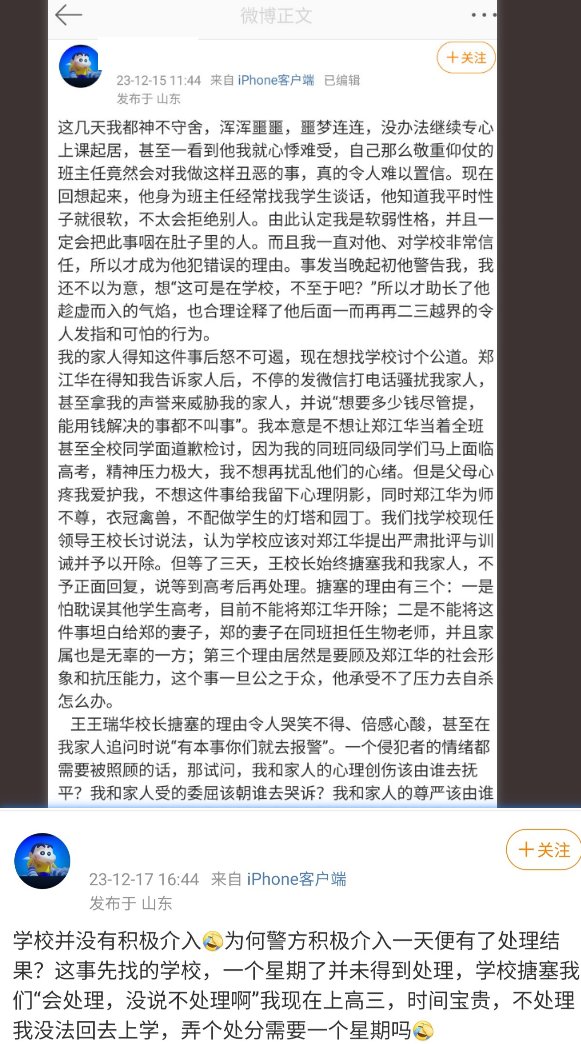 微博正文
+关注
23-12-15 11:44 来自 iPhone客户端 已编辑
发布于 山东
这几天我都神不守舍，浑浑噩噩，噩梦连连，没办法继续专心
上课起居，甚至一看到他我就心悸难受，自己那么敬重仰仗的
班主任竟然会对我做这样丑恶的事，真的令人难以置信。现在
回想起来，他身为班主任经常找我学生谈话，他知道我平时性
子就很软，不太会拒绝别人。由此认定我是软弱性格，并且一
定会把此事咽在肚子里的人。而且我一直对他、对学校非常信
任，所以才成为他犯错误的理由。事发当晚起初他警告我，我
还不以为意，想“这可是在学校，不至于吧？”所以才助长了他
趁虚而入的气焰，也合理诠释了他后面一而再再二三越界的令
人发指和可怕的行为。
我的家人得知这件事后怒不可遏，现在想找学校讨个公道。郑
江华在得知我告诉家人后，不停的发微信打电话骚扰我家人，
甚至拿我的声誉来威胁我的家人，并说“想要多少钱尽管提，
能用钱解决的事都不叫事”。我本意是不想让郑江华当着全班
甚至全校同学面道歉检讨，因为我的同班同级同学们马上面临
高考，精神压力极大，我不想再扰乱他们的心绪。但是父母心
疼我爱护我，不想这件事给我留下心理阴影，同时郑江华为师
不尊，衣冠禽兽，不配做学生的灯塔和园丁。我们找学校现任
领导王校长讨说法，认为学校应该对郑江华提出严肃批评与训
诫并予以开除。但等了三天，王校长始终搪塞我和我家人，不
予正面回复，说等到高考后再处理。搪塞的理由有三个：一是
怕耽误其他学生高考，目前不能将郑江华开除；二是不能将这
件事坦白给郑的妻子，郑的妻子在同班担任生物老师，并且家
属也是无辜的一方；第三个理由居然是要顾及郑江华的社会形
象和抗压能力，这个事一旦公之于众，他承受不了压力去自杀
怎么办。
王王瑞华校长搪塞的理由令人哭笑不得、倍感心酸，甚至在
我家人追问时说“有本事你们就去报警”。一个侵犯者的情绪都
需要被照顾的话，那试问，我和家人的心理创伤该由谁去抚
平？我和家人受的委屈该朝谁去哭诉？我和家人的尊严该由谁
+关注
23-12-17 16:44 来自 iPhone客户端
发布于 山东
学校并没有积极介入🤣为何警方积极介入一天便有了处理结
果？这事先找的学校，一个星期了并未得到处理，学校搪塞我
们“会处理，没说不处理啊”我现在上高三，时间宝贵，不处理
我没法回去上学，弄个处分需要一个星期吗🤣